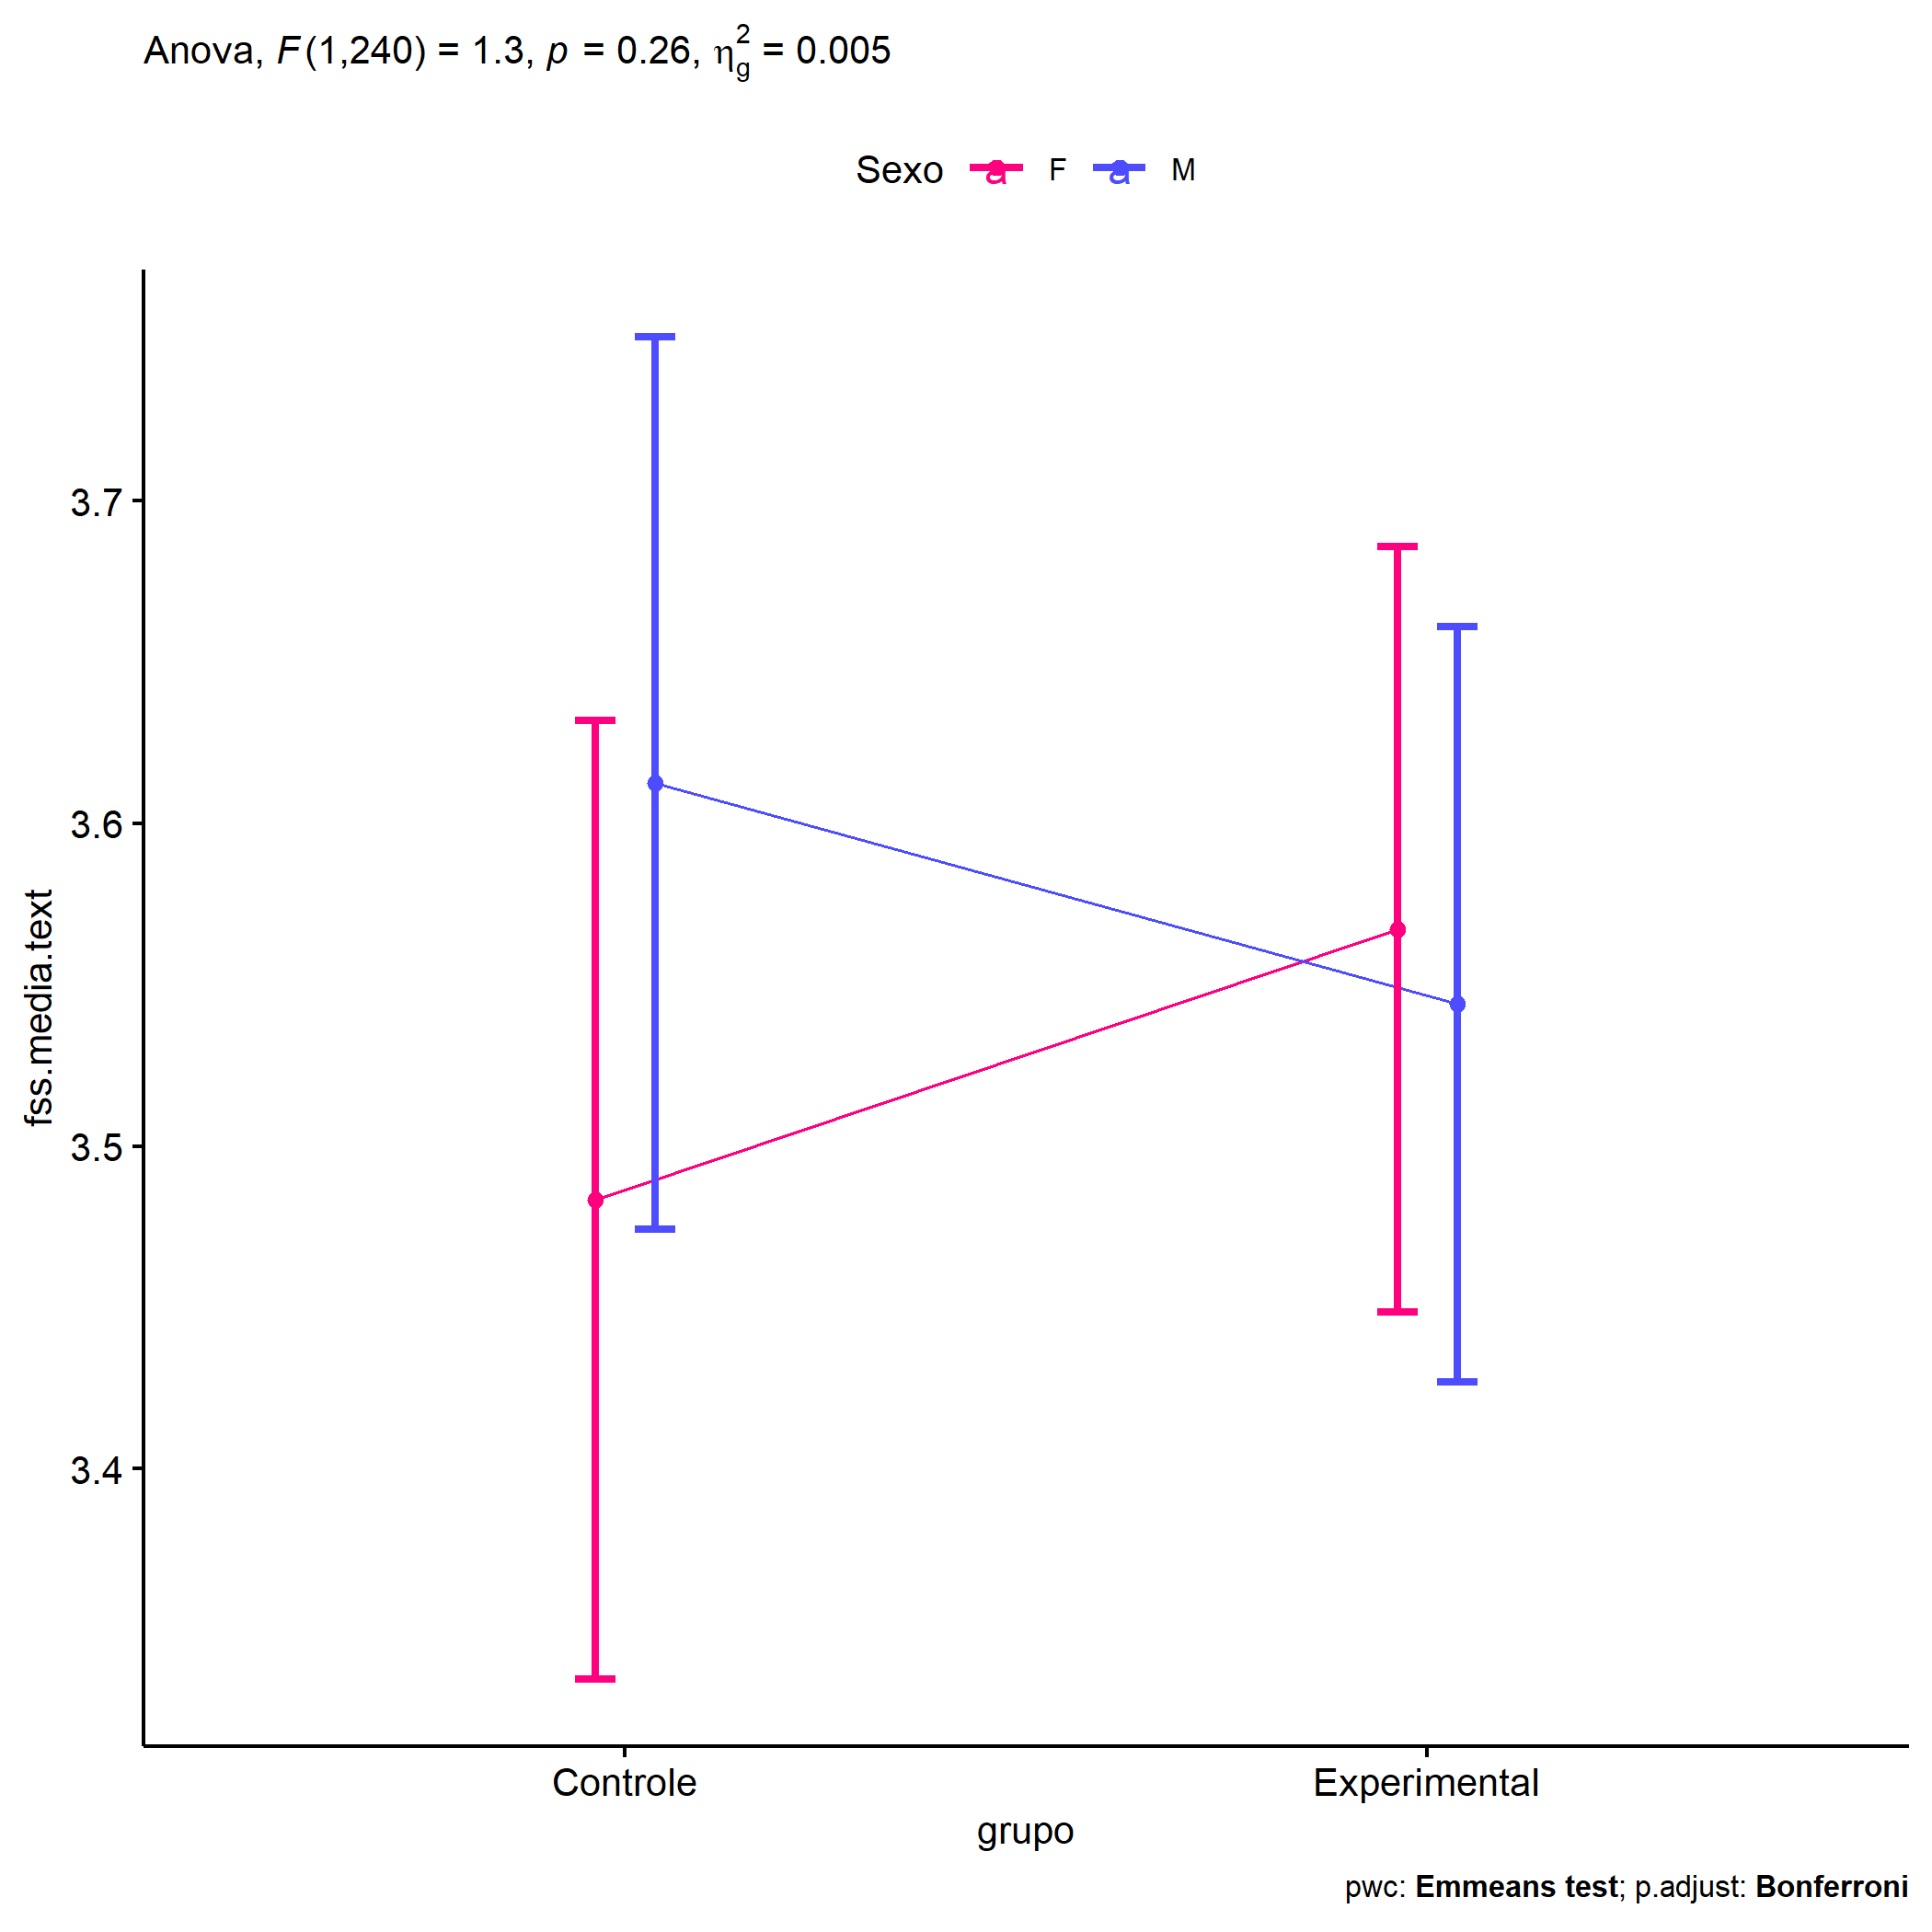 Anova, F(1,240) = 1.3, p = 0.26, η²g = 0.005
Sexo a F a M
3.7
3.6
3.5
3.4
fss.media.text
Controle Experimental
grupo
pwc: Emmeans test; p.adjust: Bonferroni